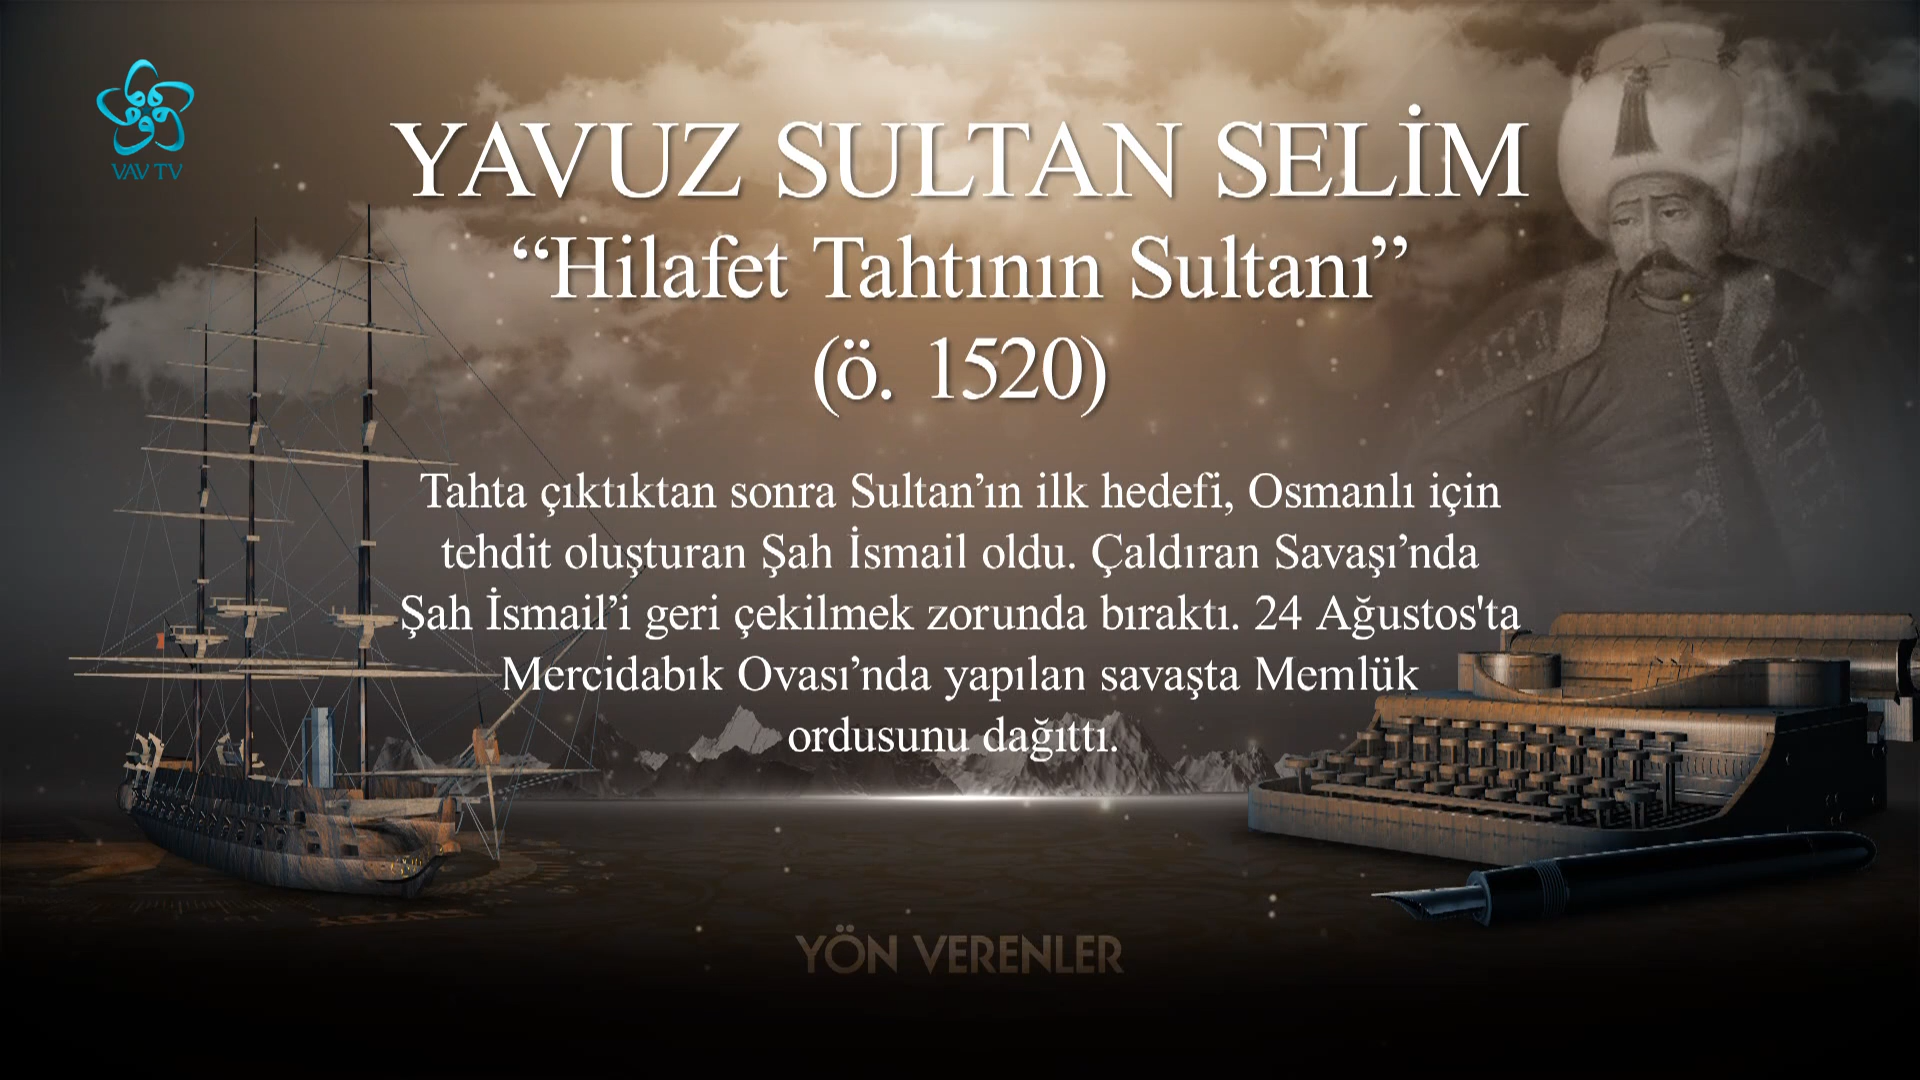 VAV TV
YAVUZ SULTAN SELİM
“Hilafet Tahtının Sultanı”
(ö. 1520)
Tahta çıktıktan sonra Sultan’ın ilk hedefi, Osmanlı için
tehdit oluşturan Şah İsmail oldu. Çaldıran Savaşı’nda
Şah İsmail’i geri çekilmek zorunda bıraktı. 24 Ağustos'ta
Mercidabık Ovası’nda yapılan savaşta Memlük
ordusunu dağıttı.
YÖN VERENLER